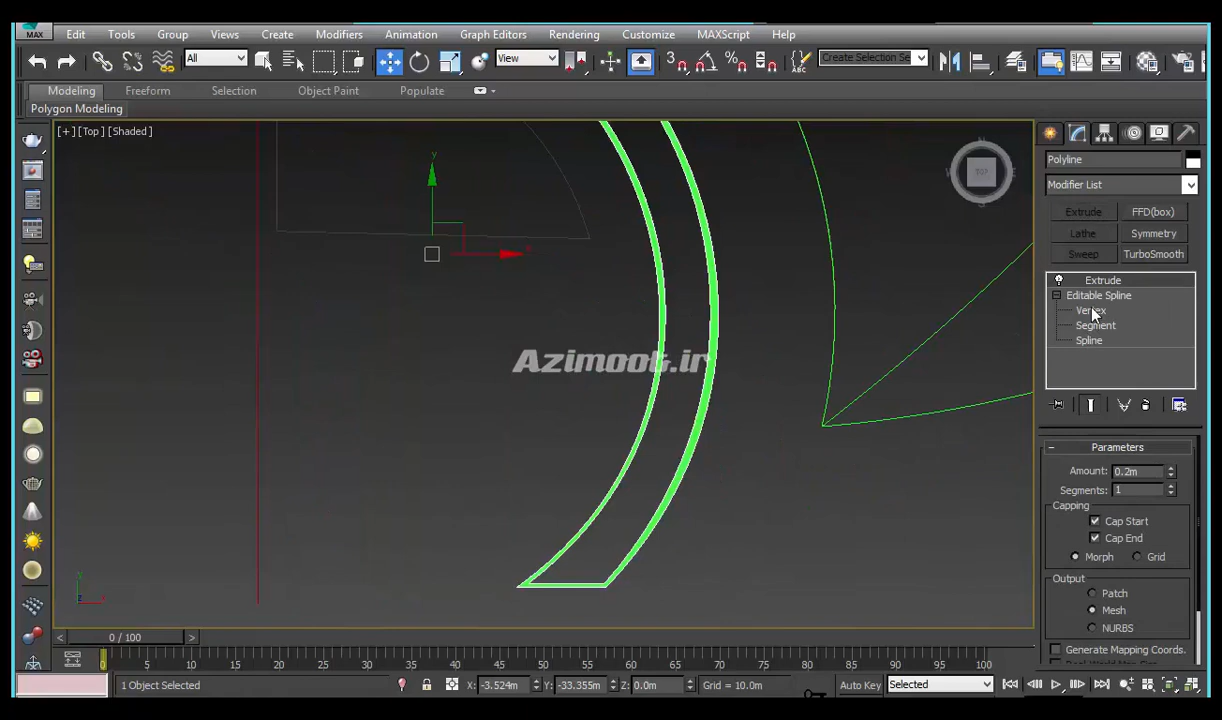 MAX Edit Tools Group Views Create Modifiers Animation Graph Editors Rendering Customize MAXScript Help
All View 3 Create Selection Se
Modeling Freeform Selection Object Paint Populate
Polygon Modeling
[+] [Top] [Shaded]
TOP
Polyline
Modifier List
Extrude FFD(box)
Lathe Symmetry
Sweep TurboSmooth
Extrude
Editable Spline
Vertex
Segment
Spline
y
x
Azimoot.ir
Parameters
Amount: 0.2m
Segments: 1
Capping
Cap Start
Cap End
Morph Grid
Output
Patch
Mesh
NURBS
Generate Mapping Coords.
0 / 100
0 5 10 15 20 25 30 35 40 45 50 55 60 65 70 75 80 85 90 95 100
1 Object Selected X: -3.524m Y: -33.355m Z: 0.0m Grid = 10.0m Auto Key Selected